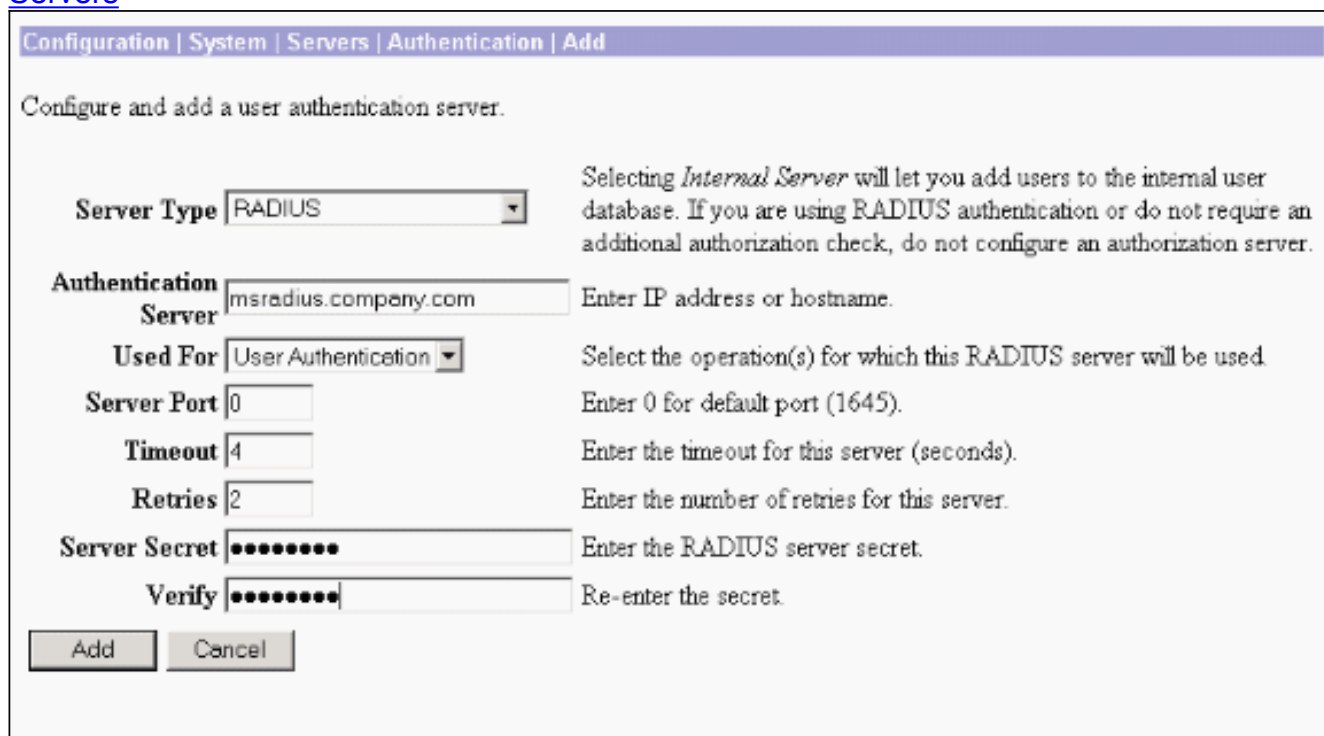 Servers
Configuration | System | Servers | Authentication | Add
Configure and add a user authentication server.
Server Type RADIUS
Selecting Internal Server will let you add users to the internal user
database. If you are using RADIUS authentication or do not require an
additional authorization check, do not configure an authorization server.
Authentication
Server
msradius.company.com
Enter IP address or hostname.
Used For User Authentication
Select the operation(s) for which this RADIUS server will be used.
Server Port 0
Enter 0 for default port (1645).
Timeout 4
Enter the timeout for this server (seconds).
Retries 2
Enter the number of retries for this server.
Server Secret ●●●●●●●●
Enter the RADIUS server secret.
Verify ●●●●●●●●
Re-enter the secret.
Add Cancel